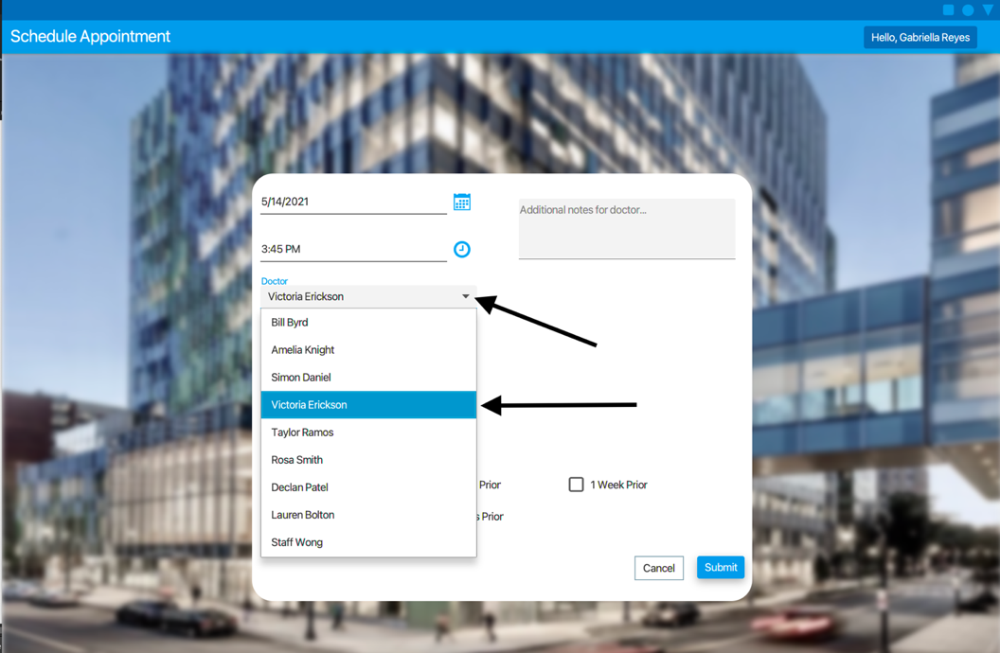 Schedule Appointment
Hello, Gabriella Reyes
5/14/2021
Additional notes for doctor...
3:45 PM
Doctor
Victoria Erickson
Bill Byrd
Amelia Knight
Simon Daniel
Victoria Erickson
Taylor Ramos
Rosa Smith
Declan Patel
Lauren Bolton
Staff Wong
Prior
1 Week Prior
s Prior
Cancel
Submit